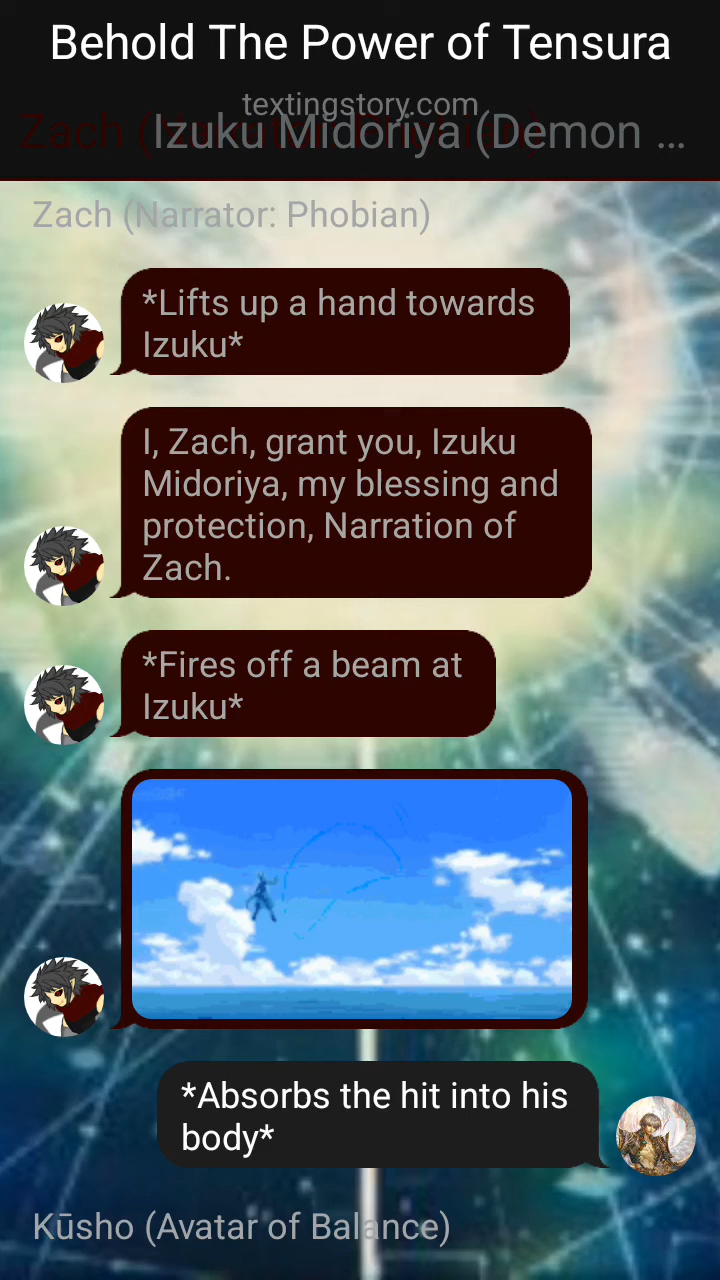 Behold The Power of Tensura
textingstory.com
Zach (
Izuku Midoriya (Demon ...
Zach (Narrator: Phobian)
*Lifts up a hand towards
Izuku*
I, Zach, grant you, Izuku
Midoriya, my blessing and
protection, Narration of
Zach.
*Fires off a beam at
Izuku*
*Absorbs the hit into his
body*
Kūsho (Avatar of Balance)